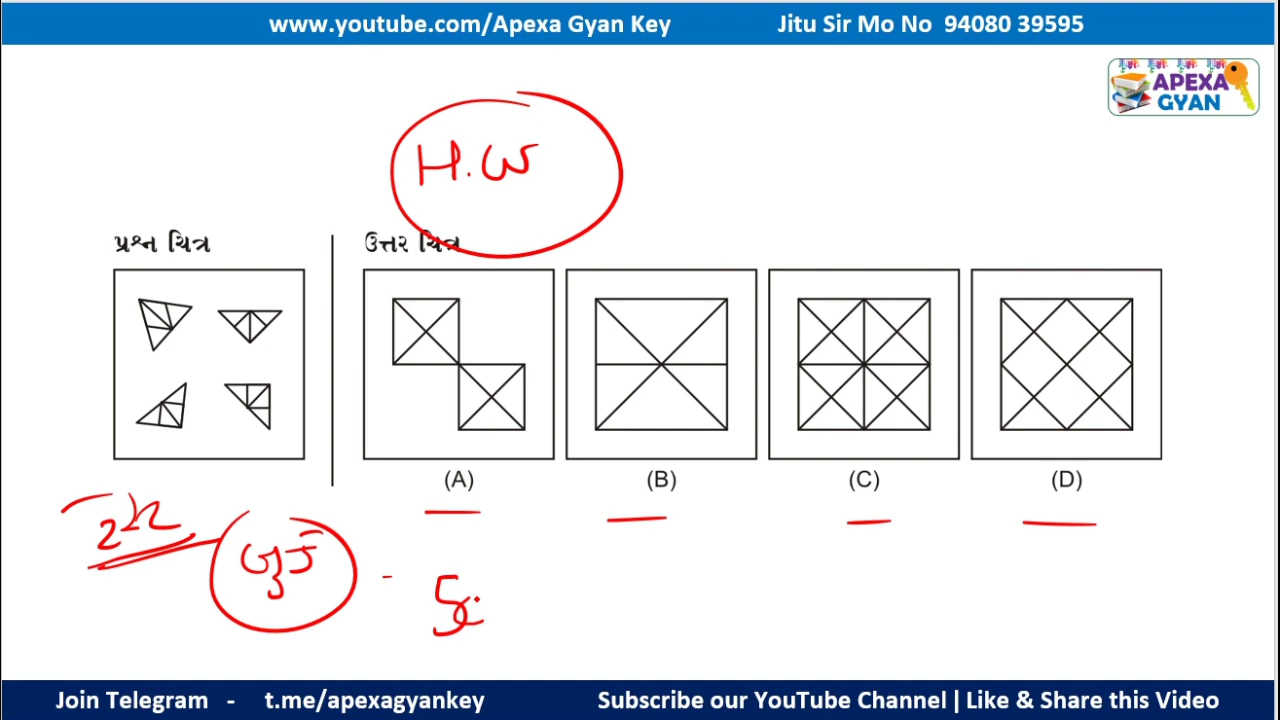 www.youtube.com/Apexa Gyan Key Jitu Sir Mo No 94080 39595
APEXA
GYAN
H.W
પ્રશ્ન ચિત્ર ઉત્તર ચિત્ર
(A) (B) (C) (D)
Join Telegram - t.me/apexagyankey Subscribe our YouTube Channel | Like & Share this Video